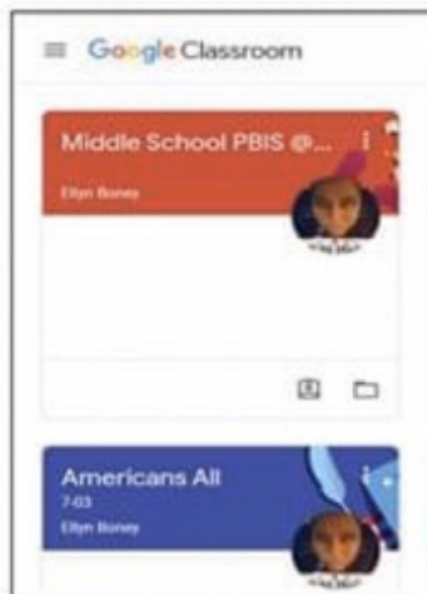 Google Classroom
Middle School PBIS @...
Ellyn Boney
Americans All
7-03
Ellyn Boney